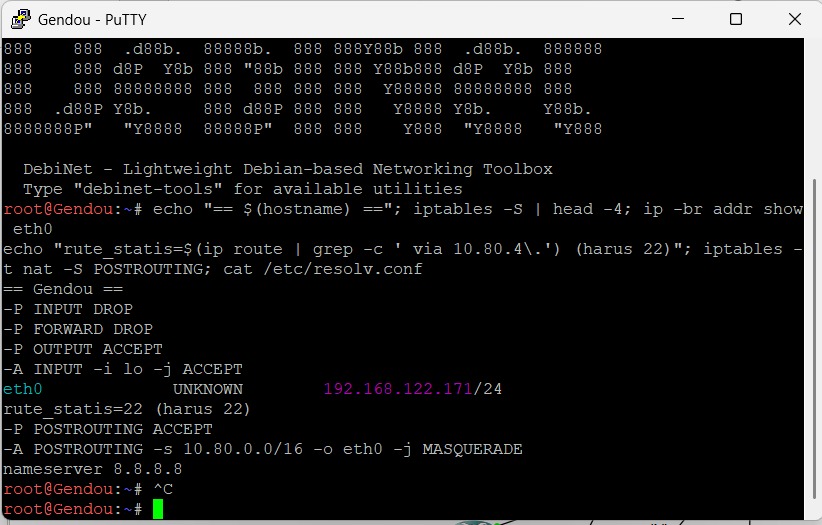 Gendou - PuTTY
888     888  .d88b.  88888b.  888 888Y88b 888  .d88b.  888888
888     888 d8P  Y8b 888 "88b 888 888 Y88b888 d8P  Y8b 888
888     888 88888888 888  888 888 888  Y88888 88888888 888
888  .d88P Y8b.     888 d88P 888 888   Y8888 Y8b.     Y88b.
8888888P"   "Y8888  88888P"  888 888    Y888  "Y8888   "Y888
DebiNet - Lightweight Debian-based Networking Toolbox
Type "debinet-tools" for available utilities
root@Gendou:~# echo "== $(hostname) =="; iptables -S | head -4; ip -br addr show
eth0
echo "rute_statis=$(ip route | grep -c ' via 10.80.4\.') (harus 22)"; iptables -
t nat -S POSTROUTING; cat /etc/resolv.conf
== Gendou ==
-P INPUT DROP
-P FORWARD DROP
-P OUTPUT ACCEPT
-A INPUT -i lo -j ACCEPT
eth0             UNKNOWN        192.168.122.171/24
rute_statis=22 (harus 22)
-P POSTROUTING ACCEPT
-A POSTROUTING -s 10.80.0.0/16 -o eth0 -j MASQUERADE
nameserver 8.8.8.8
root@Gendou:~# ^C
root@Gendou:~#